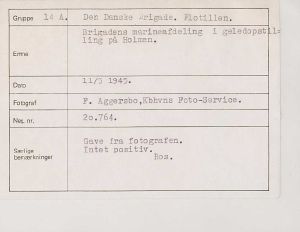 Gruppe 14 A. Den Danske Brigade. Flotillen.
Emne Brigadens marineafdeling i geledopstil=
ling på Holmen.
Dato 11/5 1945.
Fotograf F. Aggersbo, Kbhvns Foto-Service.
Neg. nr. 20.764.
Særlige bemærkninger Gave fra fotografen.
Intet positiv.
Ros.